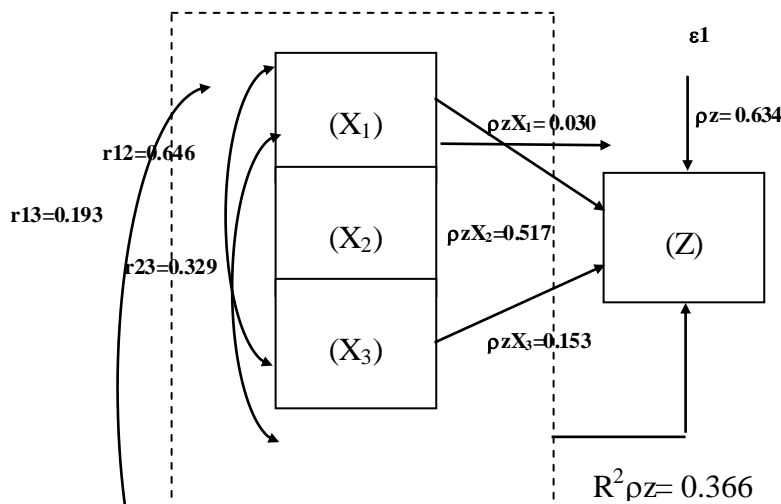 ε1
(X₁)
ρzX₁= 0.030
ρz= 0.634
r12=0.646
r13=0.193
(X₂)
ρzX₂=0.517
(Z)
r23=0.329
(X₃)
ρzX₃=0.153
R²ρz= 0.366